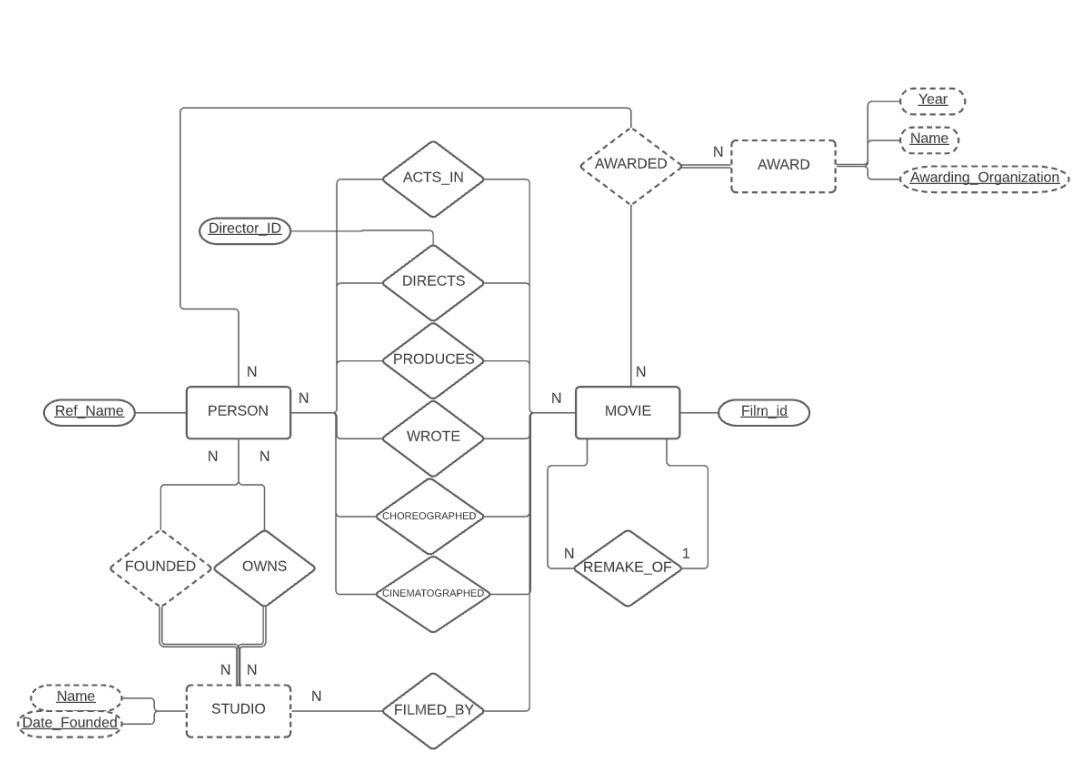 Year
AWARDED
N
AWARD
Name
ACTS_IN
Awarding_Organization
Director_ID
DIRECTS
PRODUCES
N
N
Ref_Name
PERSON
N
N
MOVIE
Film_id
WROTE
N
N
CHOREOGRAPHED
N
1
FOUNDED
OWNS
REMAKE_OF
CINEMATOGRAPHED
N
N
Name
N
STUDIO
FILMED_BY
Date_Founded